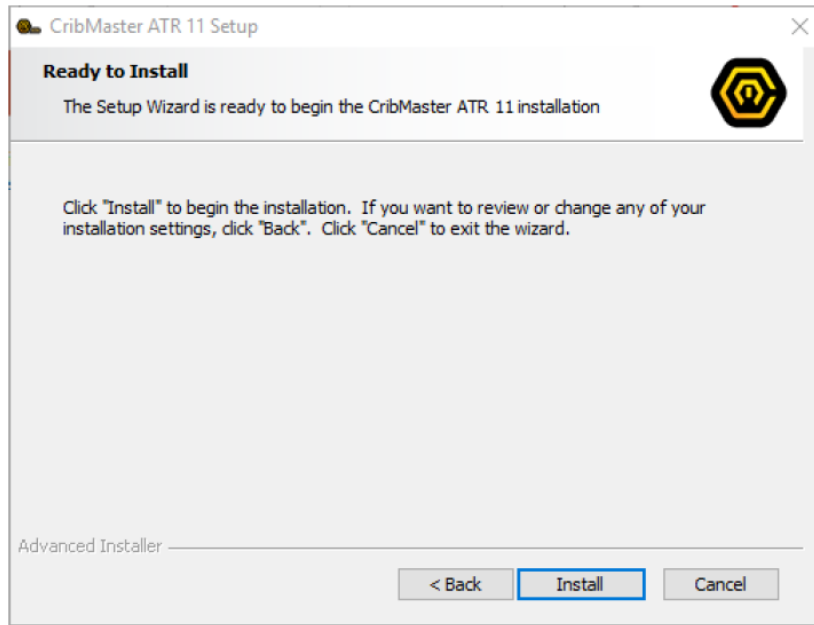 CribMaster ATR 11 Setup
Ready to Install
The Setup Wizard is ready to begin the CribMaster ATR 11 installation
Click "Install" to begin the installation.  If you want to review or change any of your
installation settings, click "Back".  Click "Cancel" to exit the wizard.
Advanced Installer
< Back
Install
Cancel